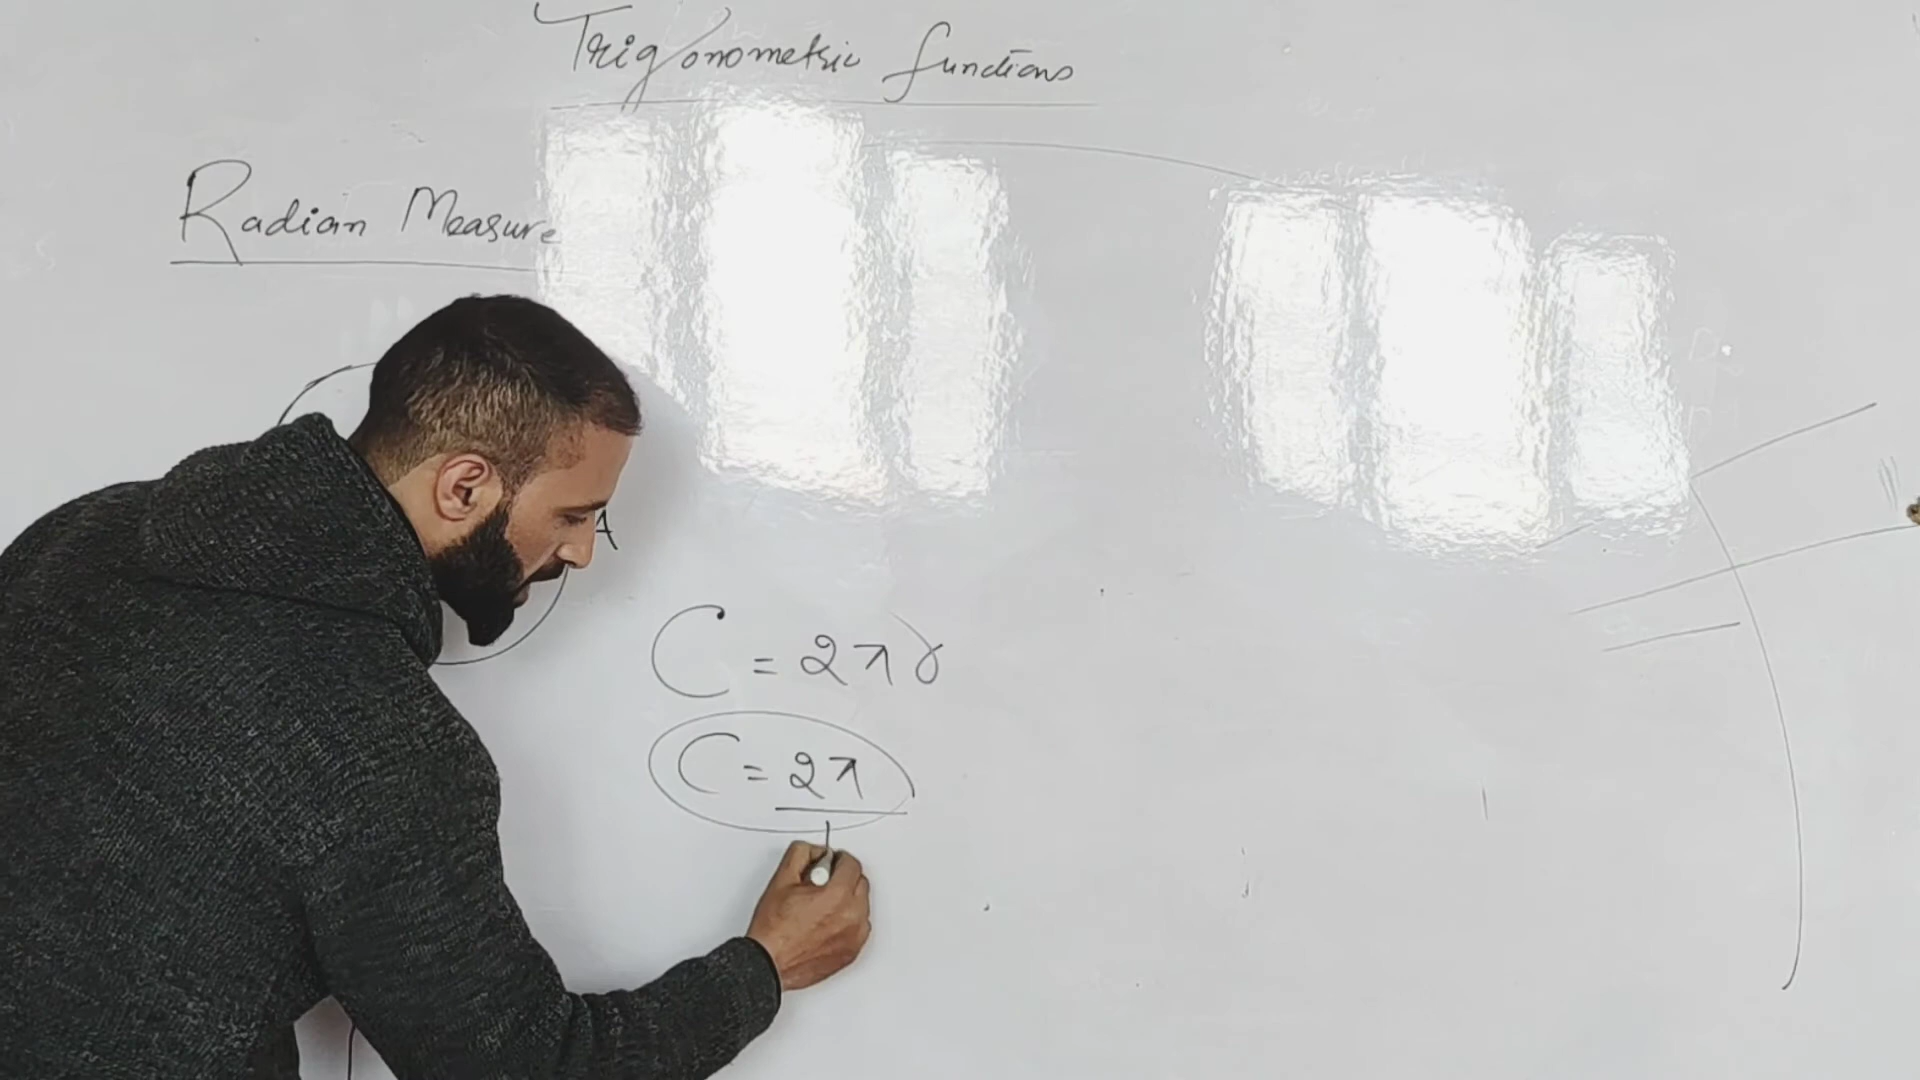 Trigonometric functions
Radian Measure
A
C = 2πr
C = 2π